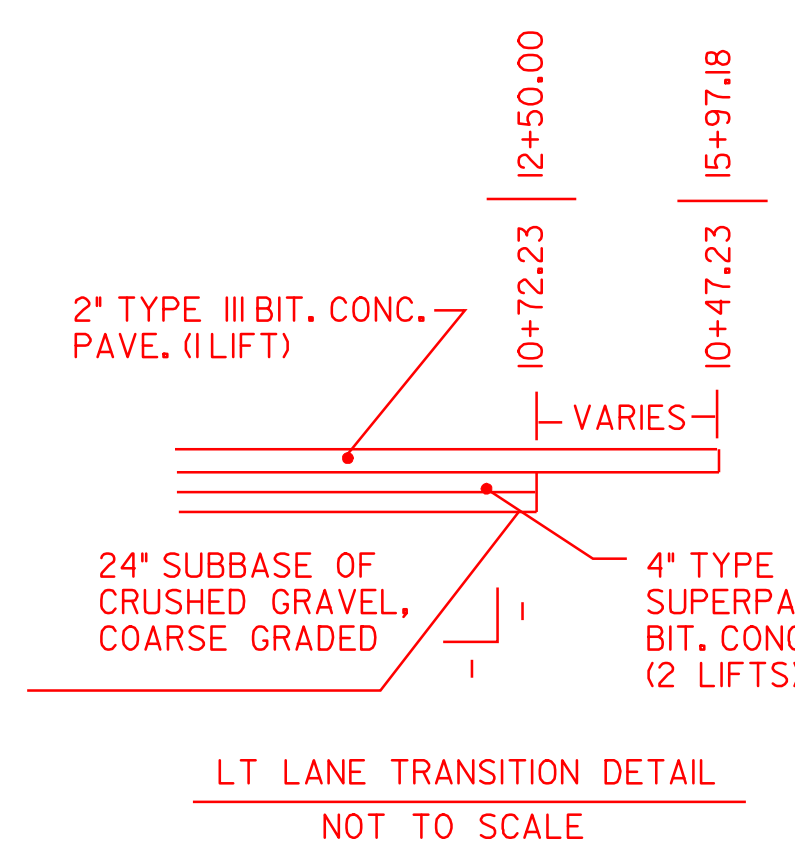 12+50.00
10+72.23
15+97.18
10+47.23
2" TYPE III BIT. CONC.
PAVE. (1 LIFT)
VARIES
24" SUBBASE OF
CRUSHED GRAVEL,
COARSE GRADED
1
1
4" TYPE
BIT.
(2 LIFTS)
LT LANE TRANSITION DETAIL
NOT TO SCALE